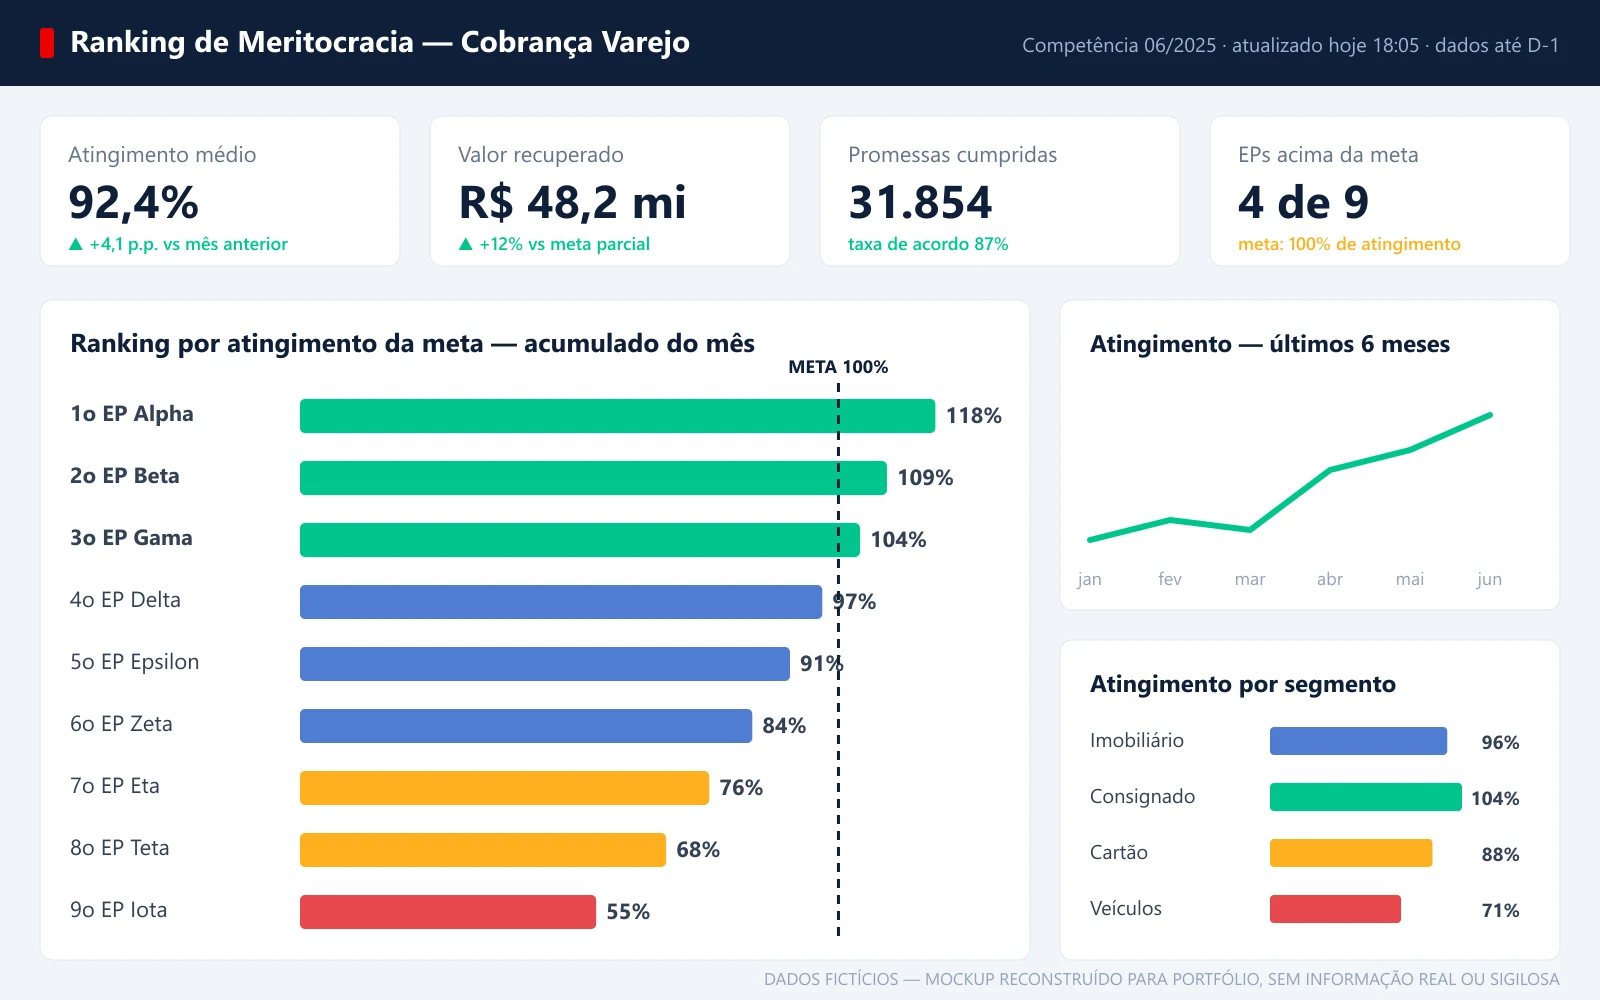 Ranking de Meritocracia — Cobrança Varejo
Competência 06/2025 · atualizado hoje 18:05 · dados até D-1
Atingimento médio
92,4%
▲ +4,1 p.p. vs mês anterior
Valor recuperado
R$ 48,2 mi
▲ +12% vs meta parcial
Promessas cumpridas
31.854
taxa de acordo 87%
EPs acima da meta
4 de 9
meta: 100% de atingimento
Ranking por atingimento da meta — acumulado do mês
META 100%
1o EP Alpha 118%
2o EP Beta 109%
3o EP Gama 104%
4o EP Delta 97%
5o EP Epsilon 91%
6o EP Zeta 84%
7o EP Eta 76%
8o EP Teta 68%
9o EP Iota 55%
Atingimento — últimos 6 meses
jan fev mar abr mai jun
Atingimento por segmento
Imobiliário 96%
Consignado 104%
Cartão 88%
Veículos 71%
DADOS FICTÍCIOS — MOCKUP RECONSTRUÍDO PARA PORTFÓLIO, SEM INFORMAÇÃO REAL OU SIGILOSA